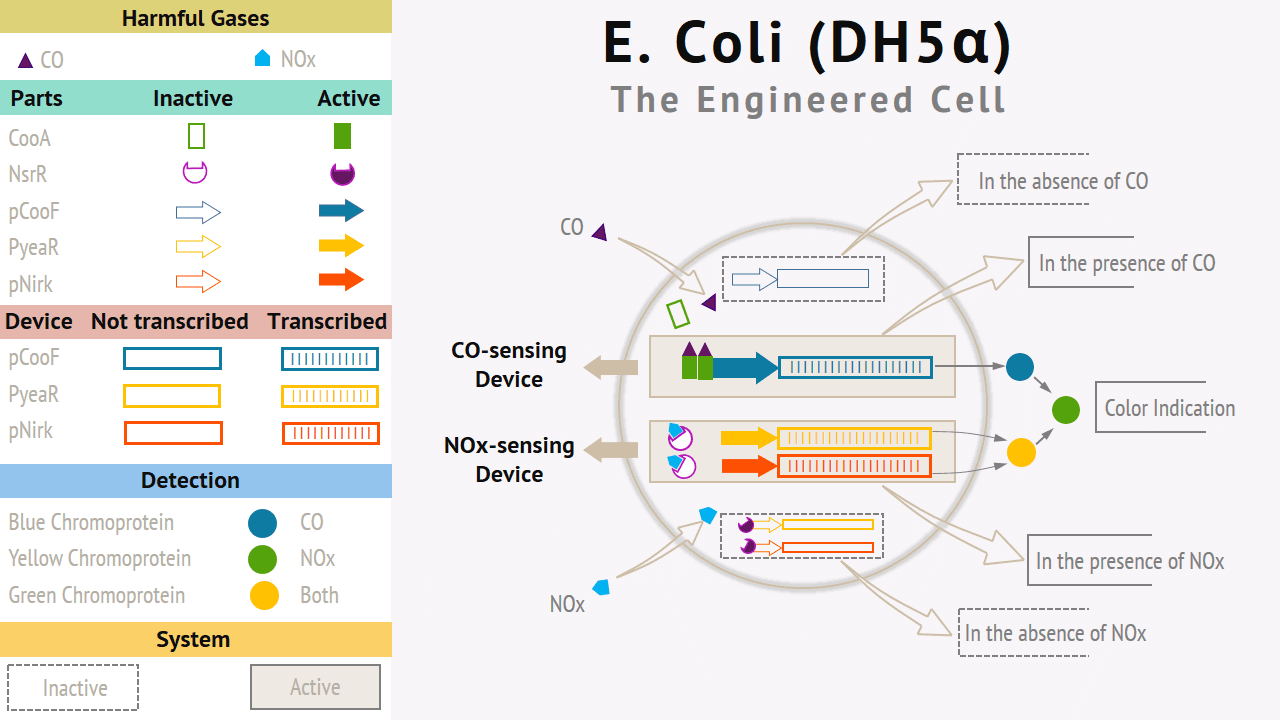 Harmful Gases
CO NOx
Parts Inactive Active
CooA
NsrR
pCooF
PyeaR
pNirk
Device Not transcribed Transcribed
pCooF
PyeaR
pNirk
Detection
Blue Chromoprotein CO
Yellow Chromoprotein NOx
Green Chromoprotein Both
System
Inactive Active
E. Coli (DH5α)
The Engineered Cell
In the absence of CO
CO
In the presence of CO
CO-sensing
Device
Color Indication
NOx-sensing
Device
In the presence of NOx
NOx
In the absence of NOx